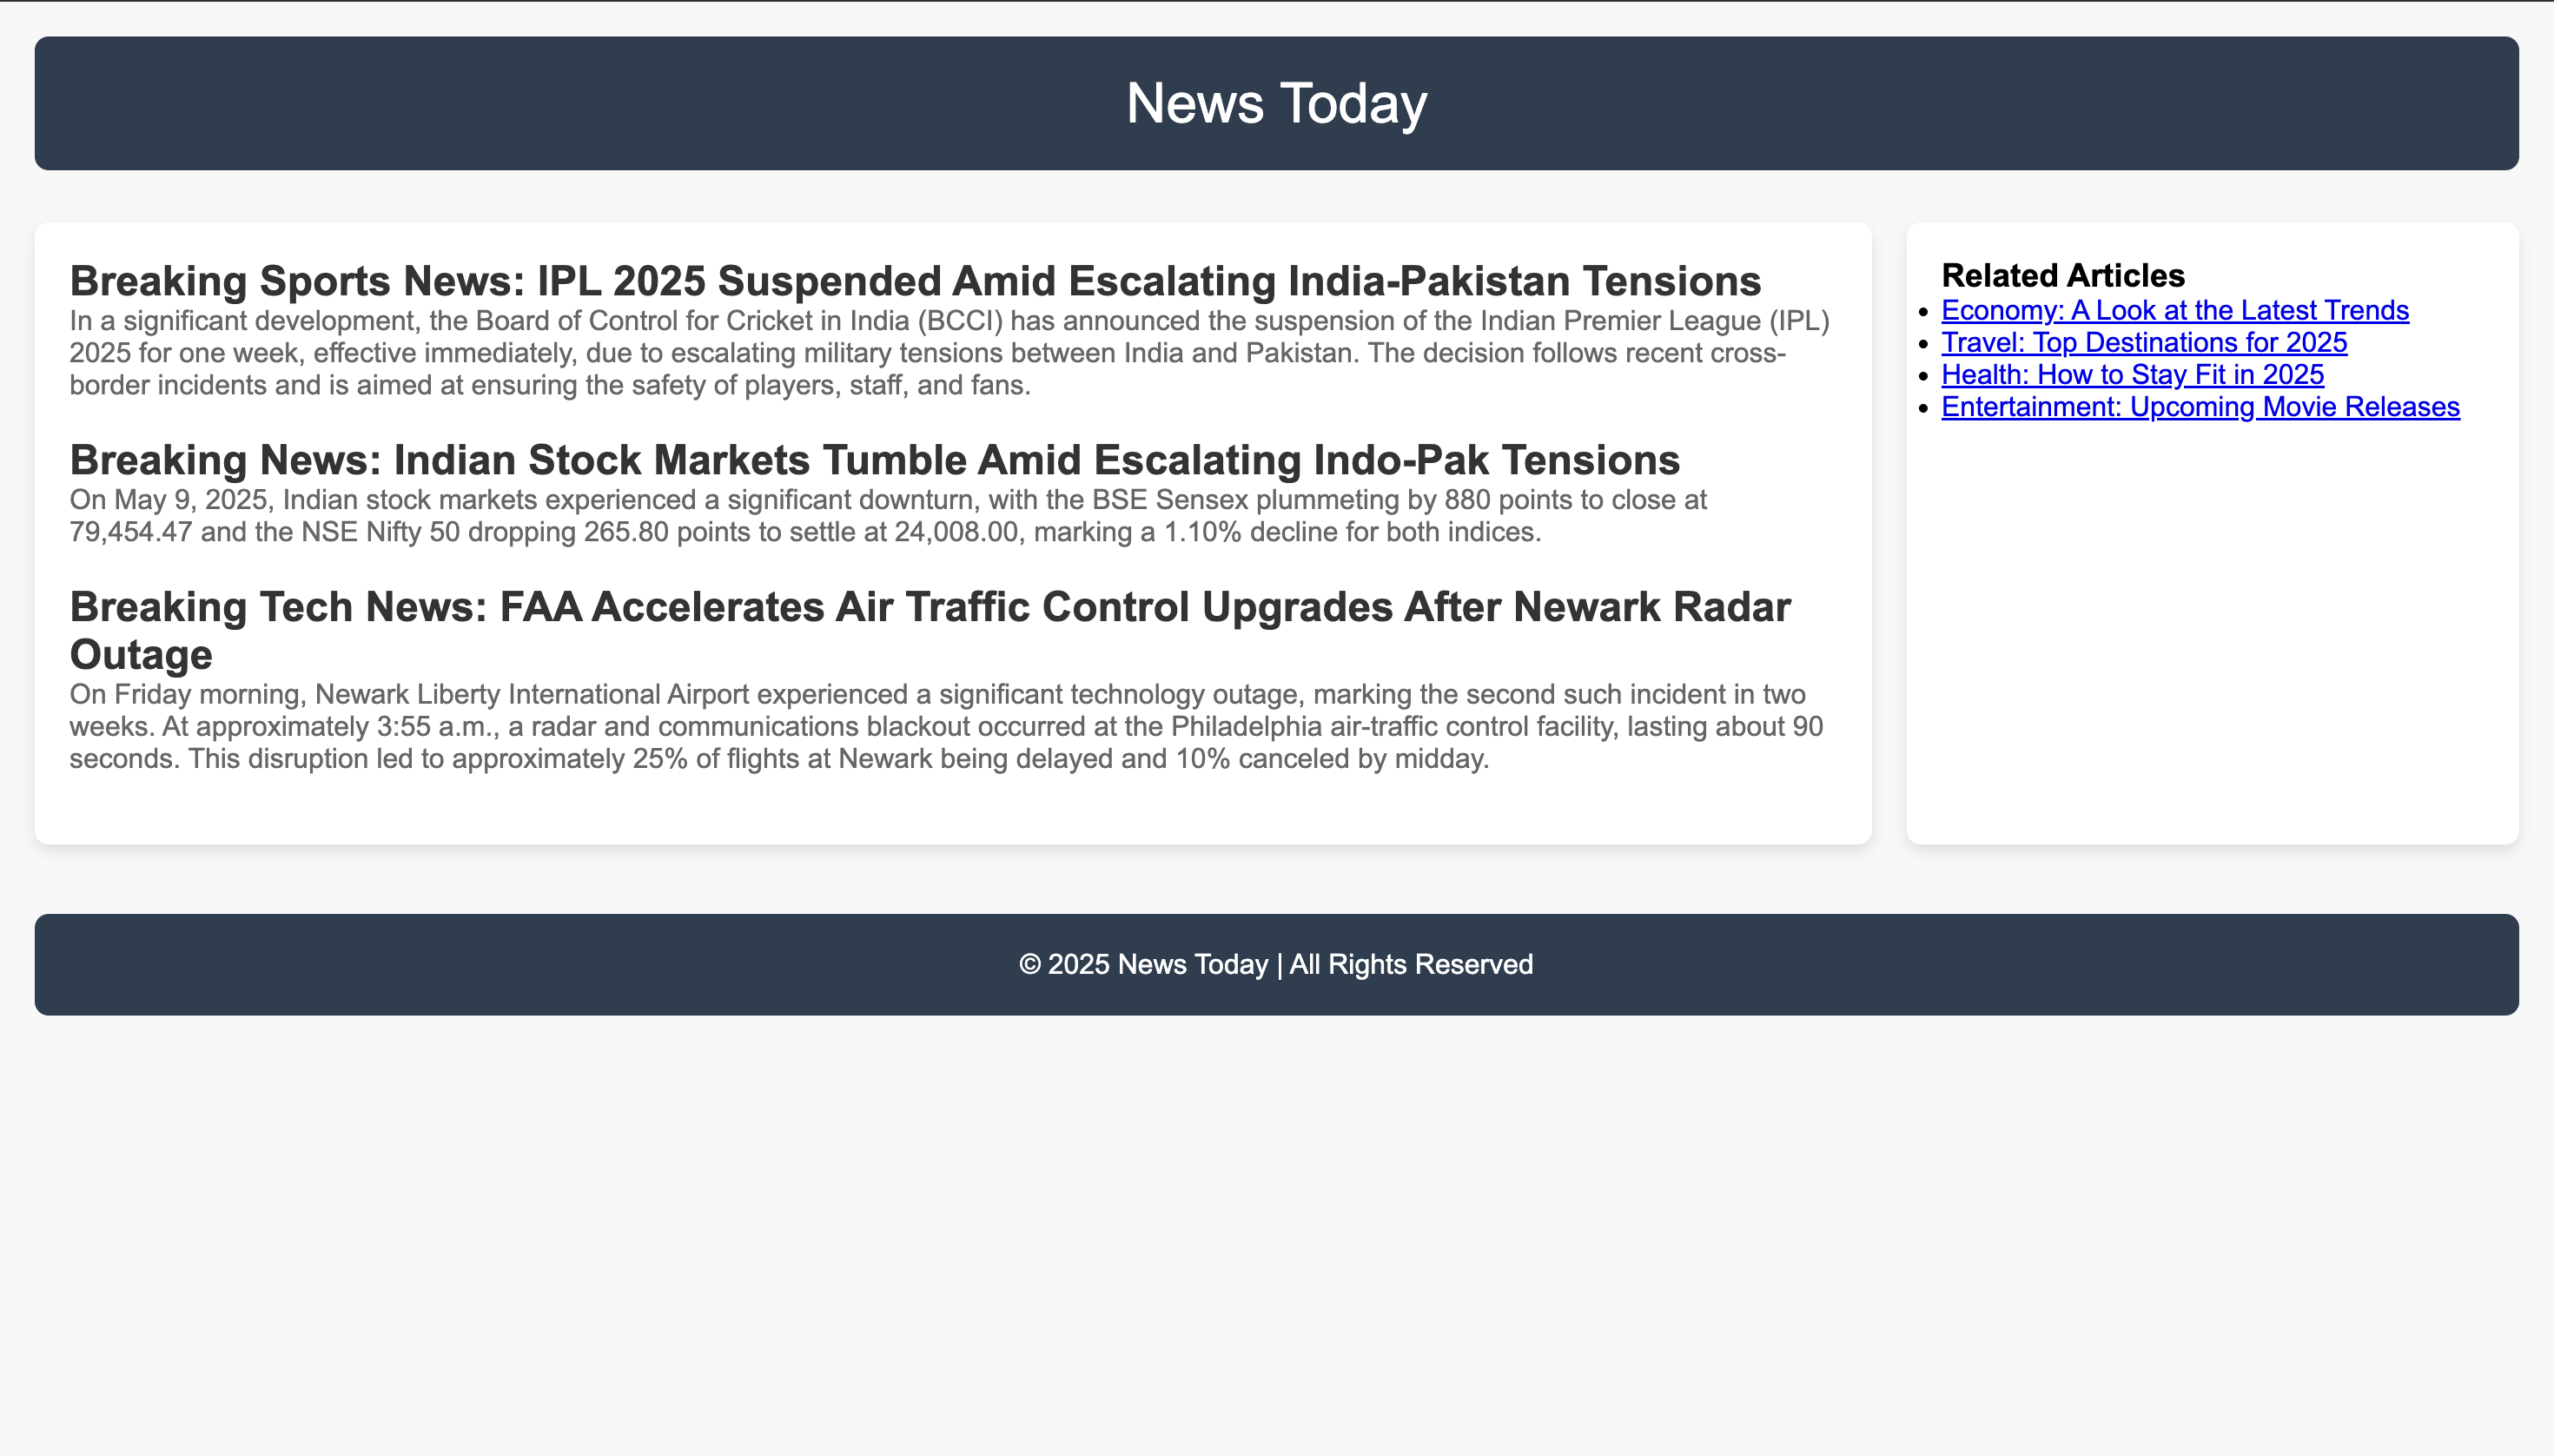 News Today
Breaking Sports News: IPL 2025 Suspended Amid Escalating India-Pakistan Tensions
In a significant development, the Board of Control for Cricket in India (BCCI) has announced the suspension of the Indian Premier League (IPL)
2025 for one week, effective immediately, due to escalating military tensions between India and Pakistan. The decision follows recent cross-
border incidents and is aimed at ensuring the safety of players, staff, and fans.
Breaking News: Indian Stock Markets Tumble Amid Escalating Indo-Pak Tensions
On May 9, 2025, Indian stock markets experienced a significant downturn, with the BSE Sensex plummeting by 880 points to close at
79,454.47 and the NSE Nifty 50 dropping 265.80 points to settle at 24,008.00, marking a 1.10% decline for both indices.
Breaking Tech News: FAA Accelerates Air Traffic Control Upgrades After Newark Radar
Outage
On Friday morning, Newark Liberty International Airport experienced a significant technology outage, marking the second such incident in two
weeks. At approximately 3:55 a.m., a radar and communications blackout occurred at the Philadelphia air-traffic control facility, lasting about 90
seconds. This disruption led to approximately 25% of flights at Newark being delayed and 10% canceled by midday.
Related Articles
• Economy: A Look at the Latest Trends
• Travel: Top Destinations for 2025
• Health: How to Stay Fit in 2025
• Entertainment: Upcoming Movie Releases
© 2025 News Today | All Rights Reserved